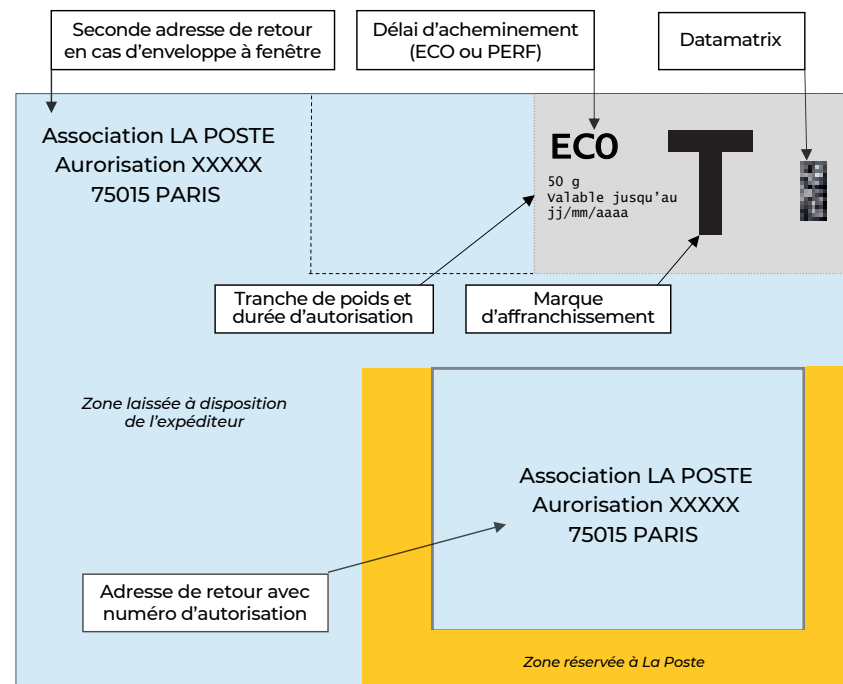 Seconde adresse de retour
en cas d'enveloppe à fenêtre
Délai d'acheminement
(ECO ou PERF)
Datamatrix
Association LA POSTE
Aurorisation XXXXX
75015 PARIS
ECO
50 g
Valable jusqu'au
jj/mm/aaaa
T
Tranche de poids et
durée d'autorisation
Marque
d'affranchissement
Zone laissée à disposition
de l'expéditeur
Association LA POSTE
Aurorisation XXXXX
75015 PARIS
Adresse de retour avec
numéro d'autorisation
Zone réservée à La Poste